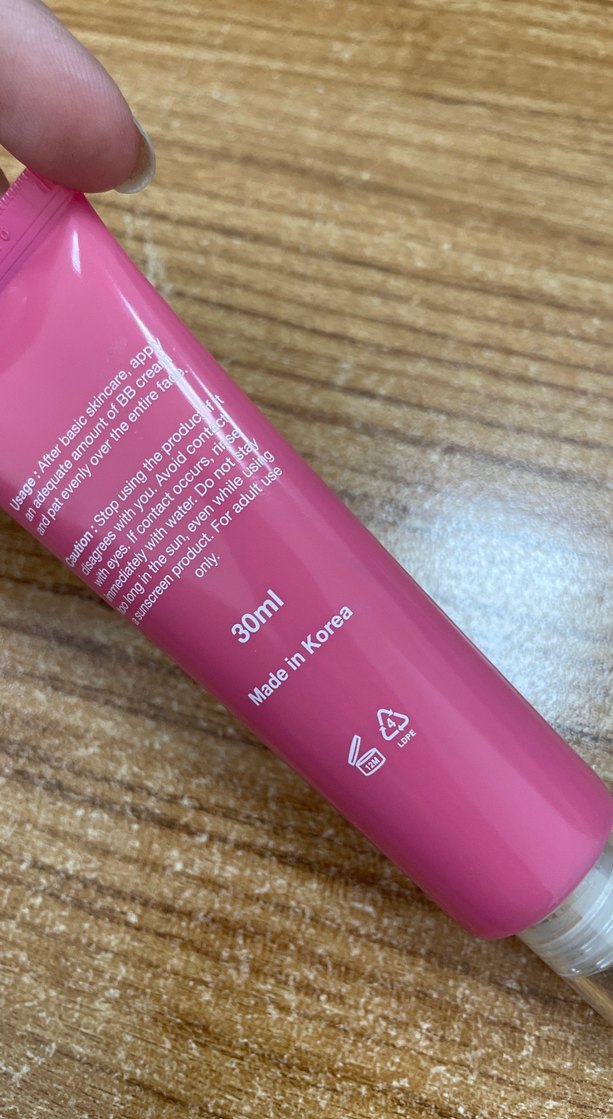 Usage : After basic skincare, apply
an adequate amount of BB cream
and pat evenly over the entire face.
Caution : Stop using the product if it
disagrees with you. Avoid contact
with eyes. If contact occurs, rinse
immediately with water. Do not stay
too long in the sun, even while using
a sunscreen product. For adult use
only.
30ml
Made in Korea
4
LDPE
12M